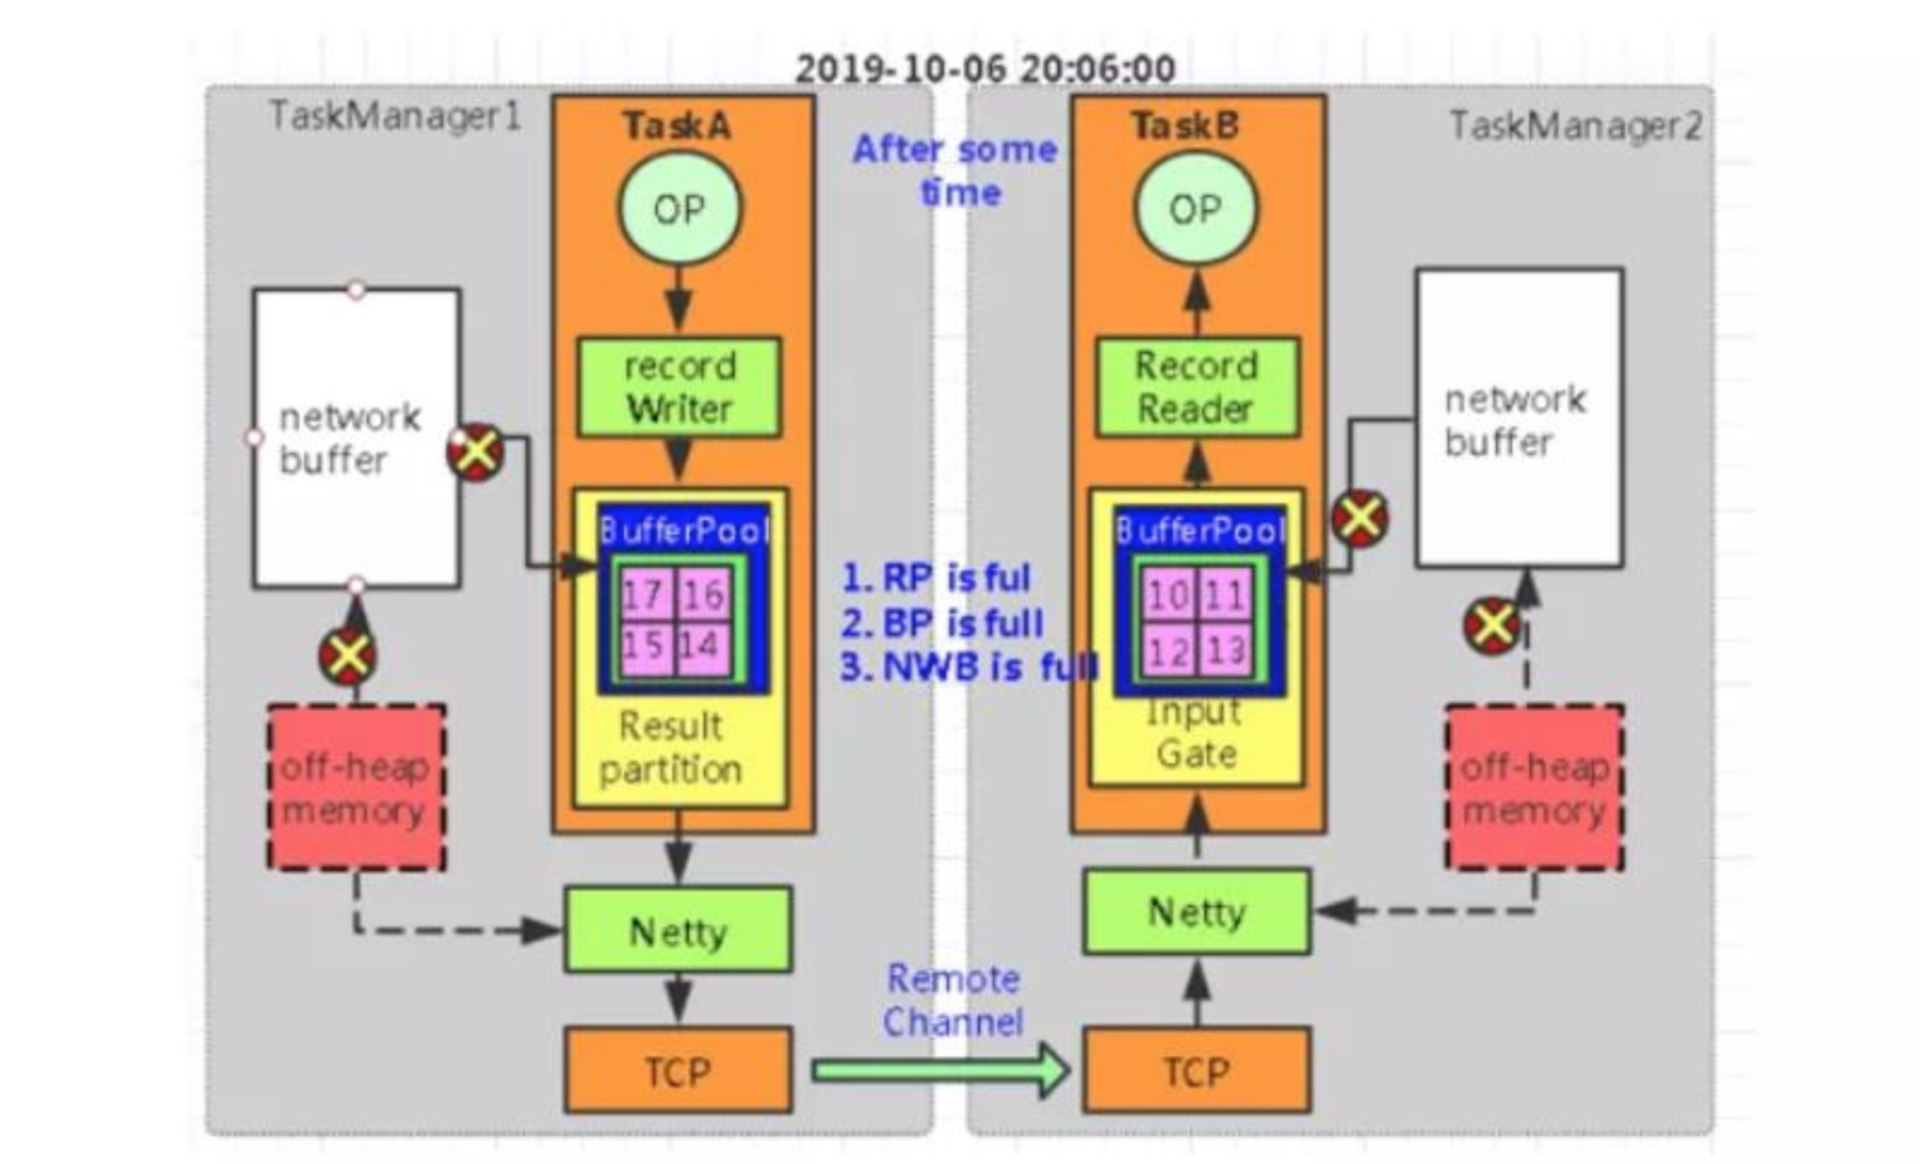 2019-10-06 20:06:00
TaskManager1
TaskA
OP
record
Writer
network
buffer
BufferPool
17 16
15 14
Result
partition
off-heap
memory
Netty
TCP
After some
time
1. RP is ful
2. BP is full
3. NWB is full
Remote
Channel
TaskManager2
TaskB
OP
Record
Reader
network
buffer
BufferPool
10 11
12 13
Input
Gate
off-heap
memory
Netty
TCP